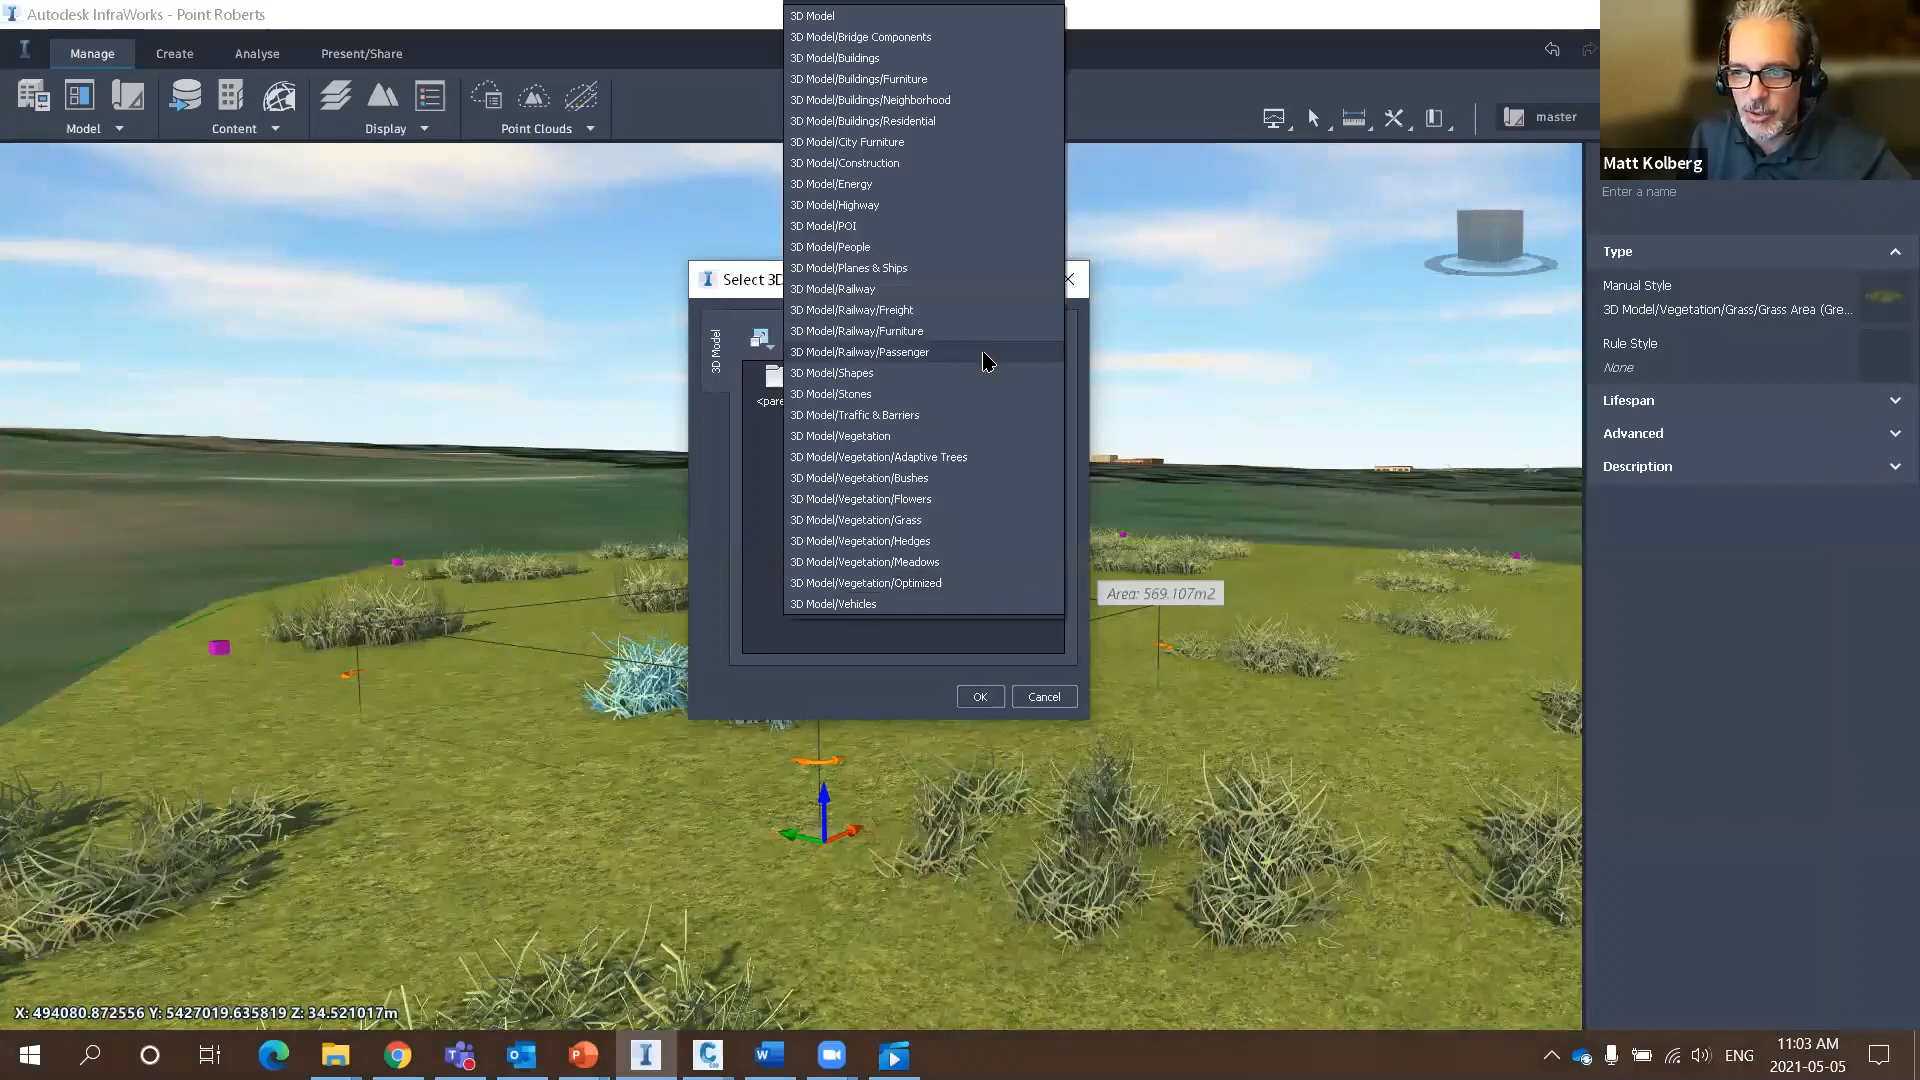 Autodesk InfraWorks - Point Roberts
Manage
Create
Analyse
Present/Share
Model
Content
Display
Point Clouds
master
Matt Kolberg
3D Model
3D Model/Bridge Components
3D Model/Buildings
3D Model/Buildings/Furniture
3D Model/Buildings/Neighborhood
3D Model/Buildings/Residential
3D Model/City Furniture
3D Model/Construction
3D Model/Energy
3D Model/Highway
3D Model/POI
3D Model/People
3D Model/Planes & Ships
3D Model/Railway
3D Model/Railway/Freight
3D Model/Railway/Furniture
3D Model/Railway/Passenger
3D Model/Shapes
3D Model/Stones
3D Model/Traffic & Barriers
3D Model/Vegetation
3D Model/Vegetation/Adaptive Trees
3D Model/Vegetation/Bushes
3D Model/Vegetation/Flowers
3D Model/Vegetation/Grass
3D Model/Vegetation/Hedges
3D Model/Vegetation/Meadows
3D Model/Vegetation/Optimized
3D Model/Vehicles
Select 3D
3D Model
<pare
OK
Cancel
Enter a name
Type
Manual Style
3D Model/Vegetation/Grass/Grass Area (Gre...
Rule Style
None
Lifespan
Advanced
Description
Area: 569.107m2
X: 494080.872556 Y: 5427019.635819 Z: 34.521017m
ENG
11:03 AM
2021-05-05